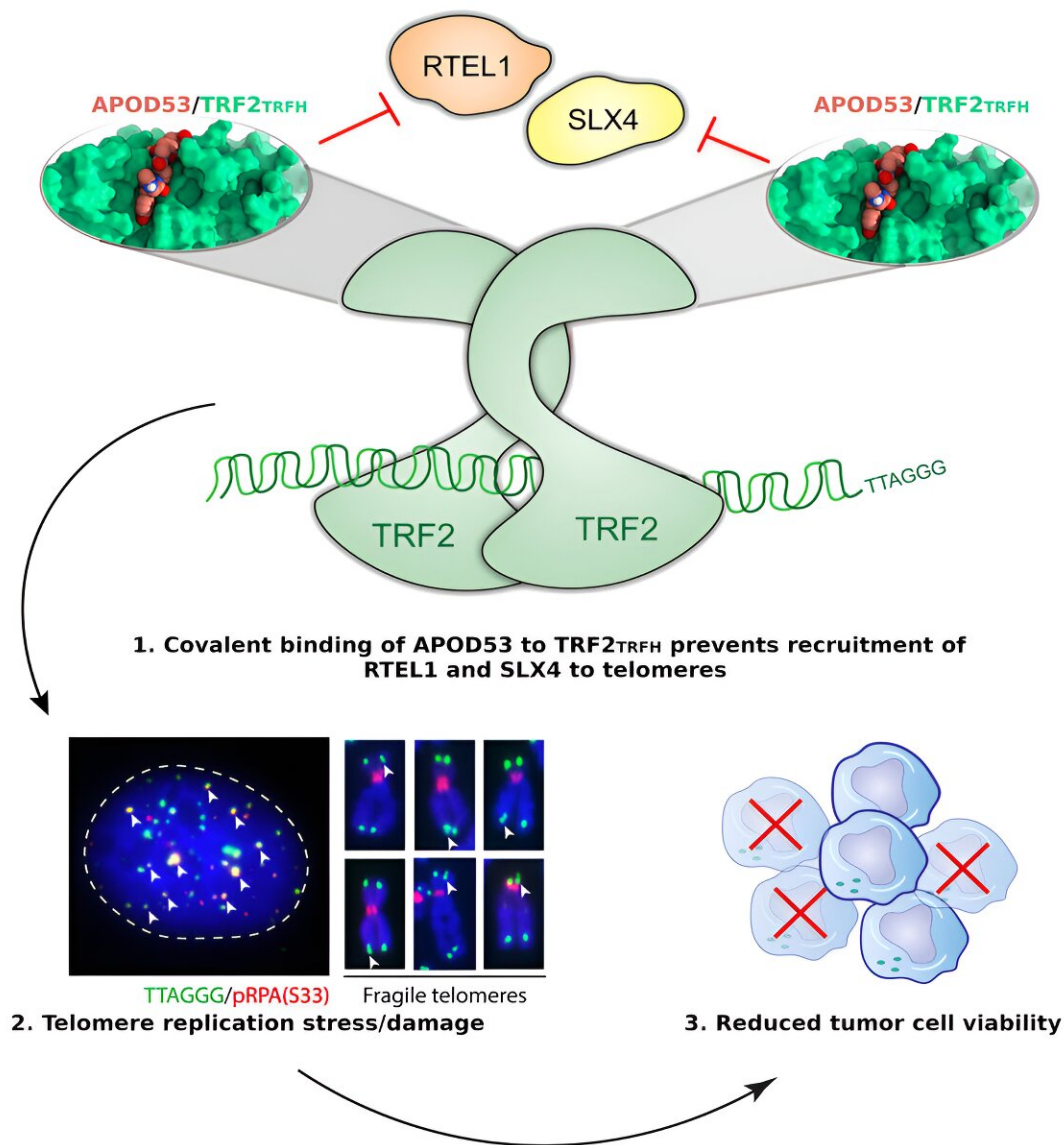 RTEL1
SLX4
APOD53/TRF2TRFH
APOD53/TRF2TRFH
TTAGGG
TRF2
TRF2
1. Covalent binding of APOD53 to TRF2TRFH prevents recruitment of
RTEL1 and SLX4 to telomeres
TTAGGG/pRPA(S33)
Fragile telomeres
2. Telomere replication stress/damage
3. Reduced tumor cell viability